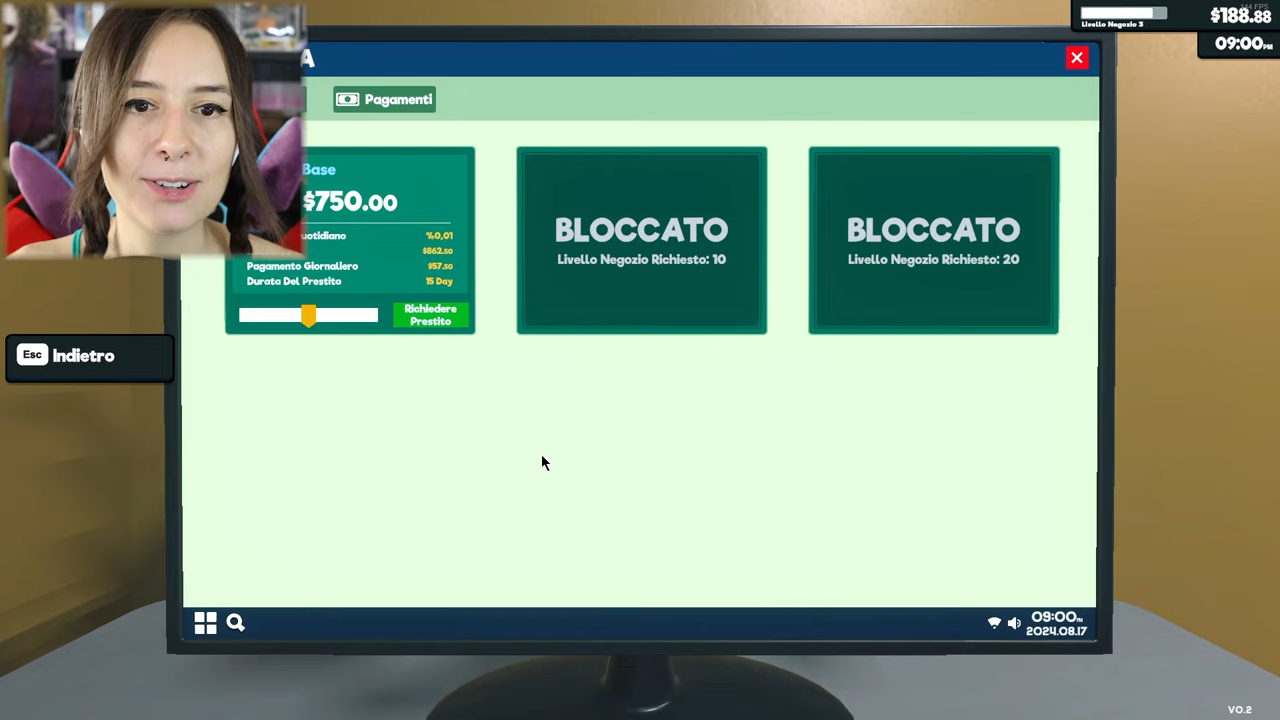 144 FPS
$188.88
Livello Negozio 3
09:00PM
A
Pagamenti
Base
$750.00
uotidiano %0,01
$862.50
Pagamento Giornaliero $57.50
Durata Del Prestito 15 Day
Richiedere
Prestito
BLOCCATO
Livello Negozio Richiesto: 10
BLOCCATO
Livello Negozio Richiesto: 20
Esc Indietro
09:00PM
2024.08.17
V0.2